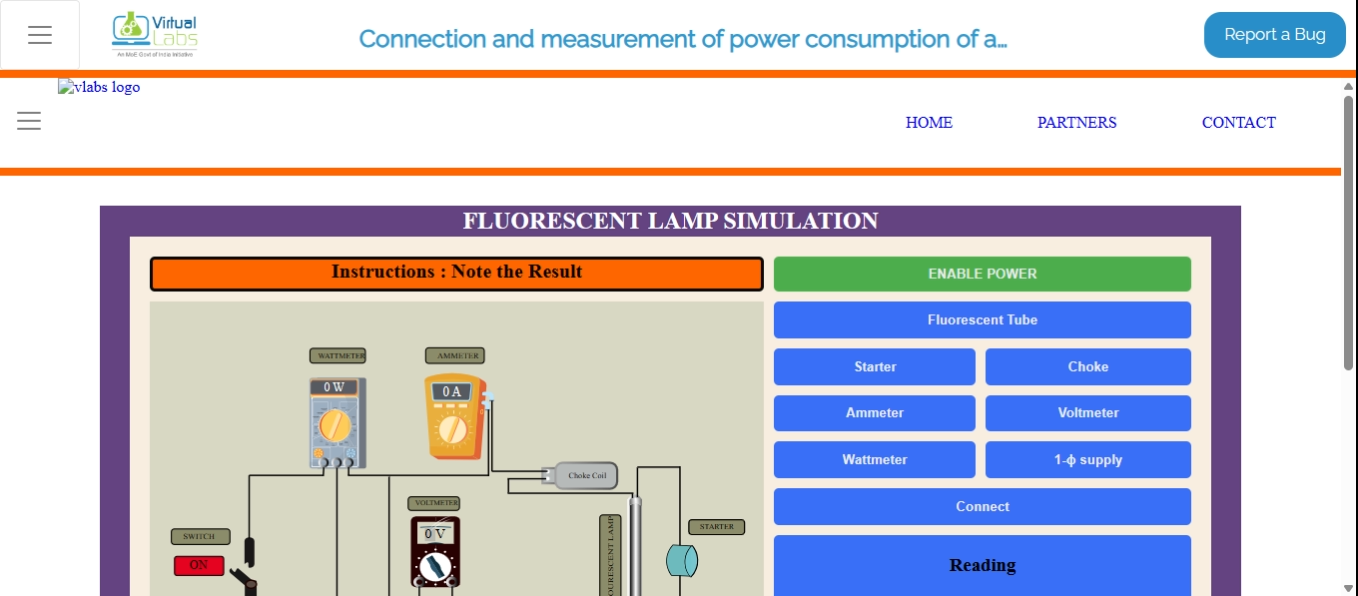 Virtual
Labs
An MoE Govt of India Initiative
Connection and measurement of power consumption of a...
Report a Bug
vlabs logo
HOME
PARTNERS
CONTACT
FLUORESCENT LAMP SIMULATION
Instructions : Note the Result
ENABLE POWER
Fluorescent Tube
Starter
Choke
Ammeter
Voltmeter
Wattmeter
1-ϕ supply
Connect
Reading
WATTMETER
AMMETER
0 W
0 A
Choke Coil
VOLTMETER
0 V
SWITCH
ON
STARTER
OURESCENT LAMP